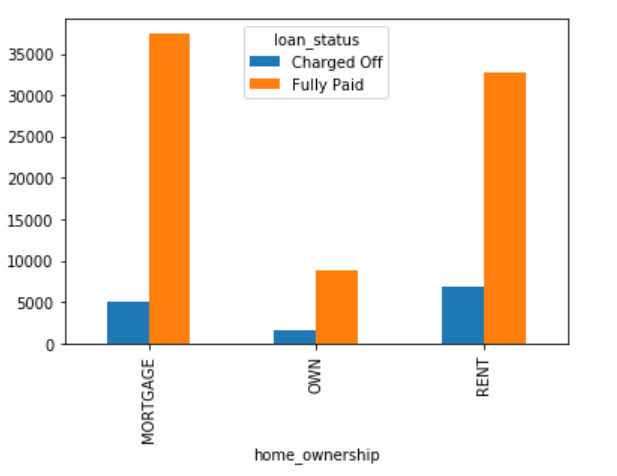 loan_status
Charged Off
Fully Paid
35000
30000
25000
20000
15000
10000
5000
0
MORTGAGE
OWN
RENT
home_ownership